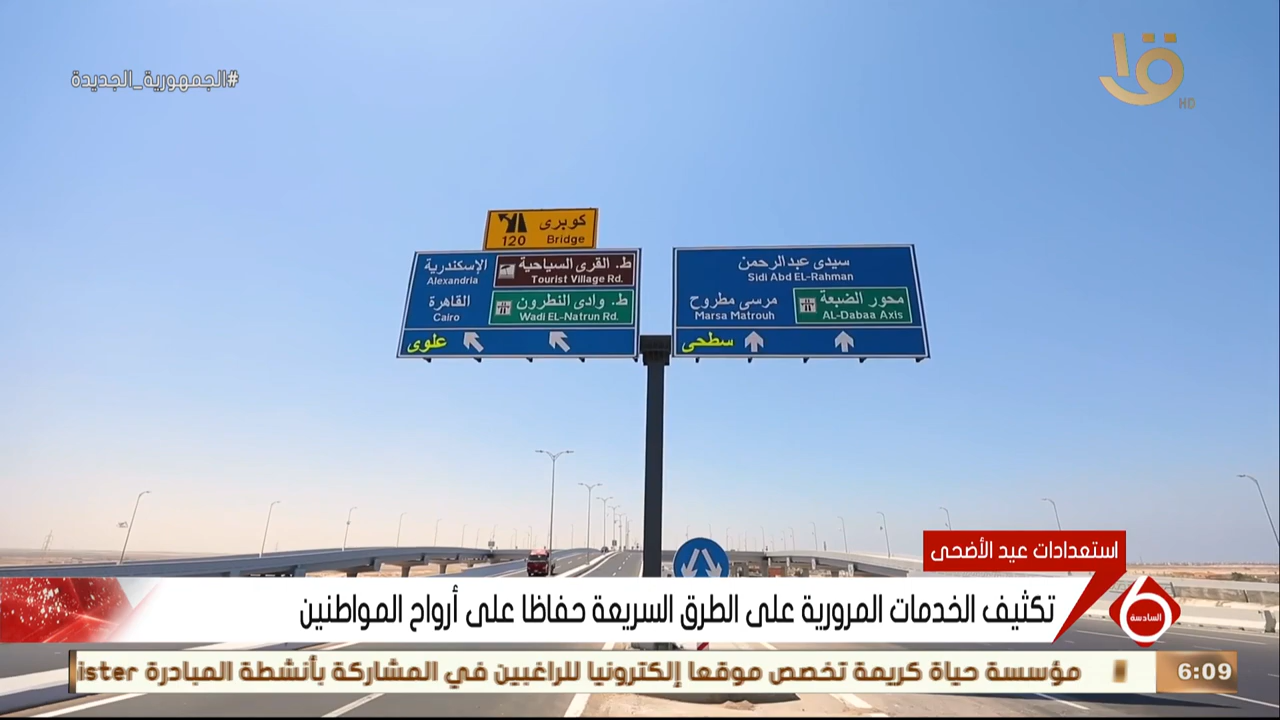 #الجمهورية_الجديدة
HD
كوبرى
120 Bridge
الإسكندرية
Alexandria
ط. القرى السياحية
Tourist Village Rd.
القاهرة
Cairo
ط. وادى النطرون
Wadi EL-Natrun Rd.
علوى
سيدى عبدالرحمن
Sidi Abd EL-Rahman
مرسى مطروح
Marsa Matrouh
محور الضبعة
AL-Dabaa Axis
سطحى
استعدادات عيد الأضحى
السادسة
تكثيف الخدمات المرورية على الطرق السريعة حفاظا على أرواح المواطنين
6:09
مؤسسة حياة كريمة تخصص موقعا إلكترونيا للراغبين في المشاركة بأنشطة المبادرة ister